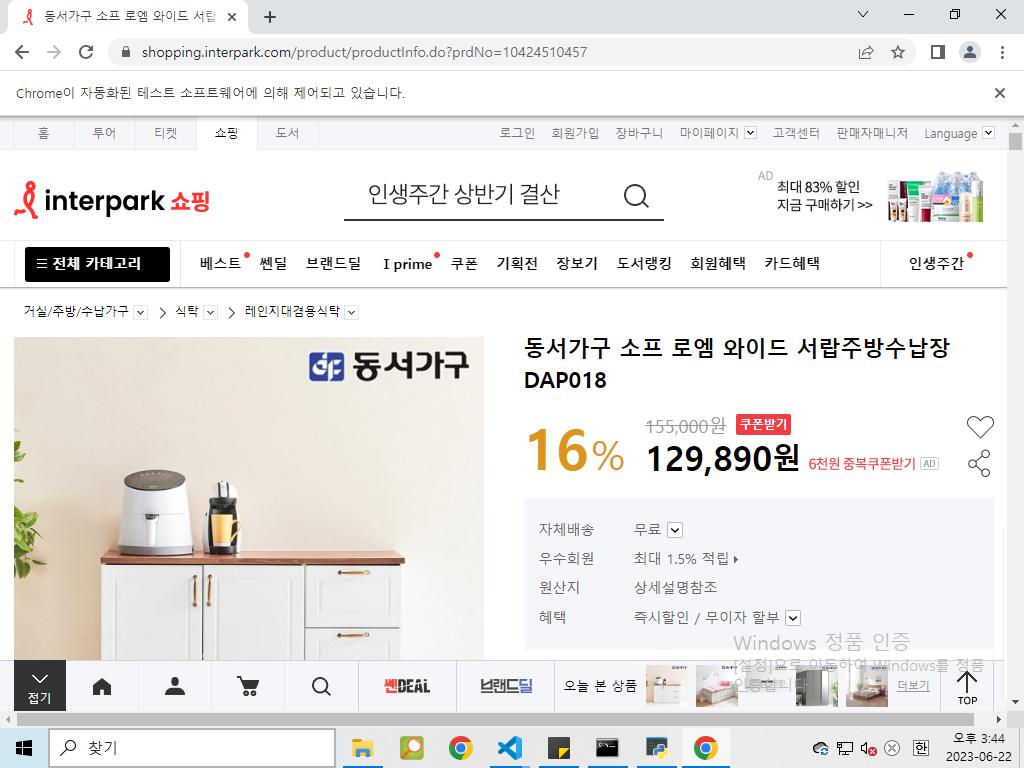 동서가구 소프 로엠 와이드 서랍
shopping.interpark.com/product/productInfo.do?prdNo=10424510457
Chrome이 자동화된 테스트 소프트웨어에 의해 제어되고 있습니다.
홈 투어 티켓 쇼핑 도서 로그인 회원가입 장바구니 마이페이지 고객센터 판매자매니저 Language
interpark 쇼핑
인생주간 상반기 결산
AD 최대 83% 할인
지금 구매하기 >>
전체 카테고리 베스트 쎈딜 브랜드딜 I prime 쿠폰 기획전 장보기 도서랭킹 회원혜택 카드혜택 인생주간
거실/주방/수납가구 > 식탁 > 레인지대겸용식탁
동서가구
동서가구 소프 로엠 와이드 서랍주방수납장
DAP018
16% 155,000원 쿠폰받기
129,890원 6천원 중복쿠폰받기 AD
자체배송 무료
우수회원 최대 1.5% 적립
원산지 상세설명참조
혜택 즉시할인 / 무이자 할부
Windows 정품 인증
[설정]으로 이동하여 Windows를 정품
인증합니다.
접기 쎈DEAL 브랜드딜 오늘 본 상품 더보기 TOP
찾기
한
오후 3:44
2023-06-22